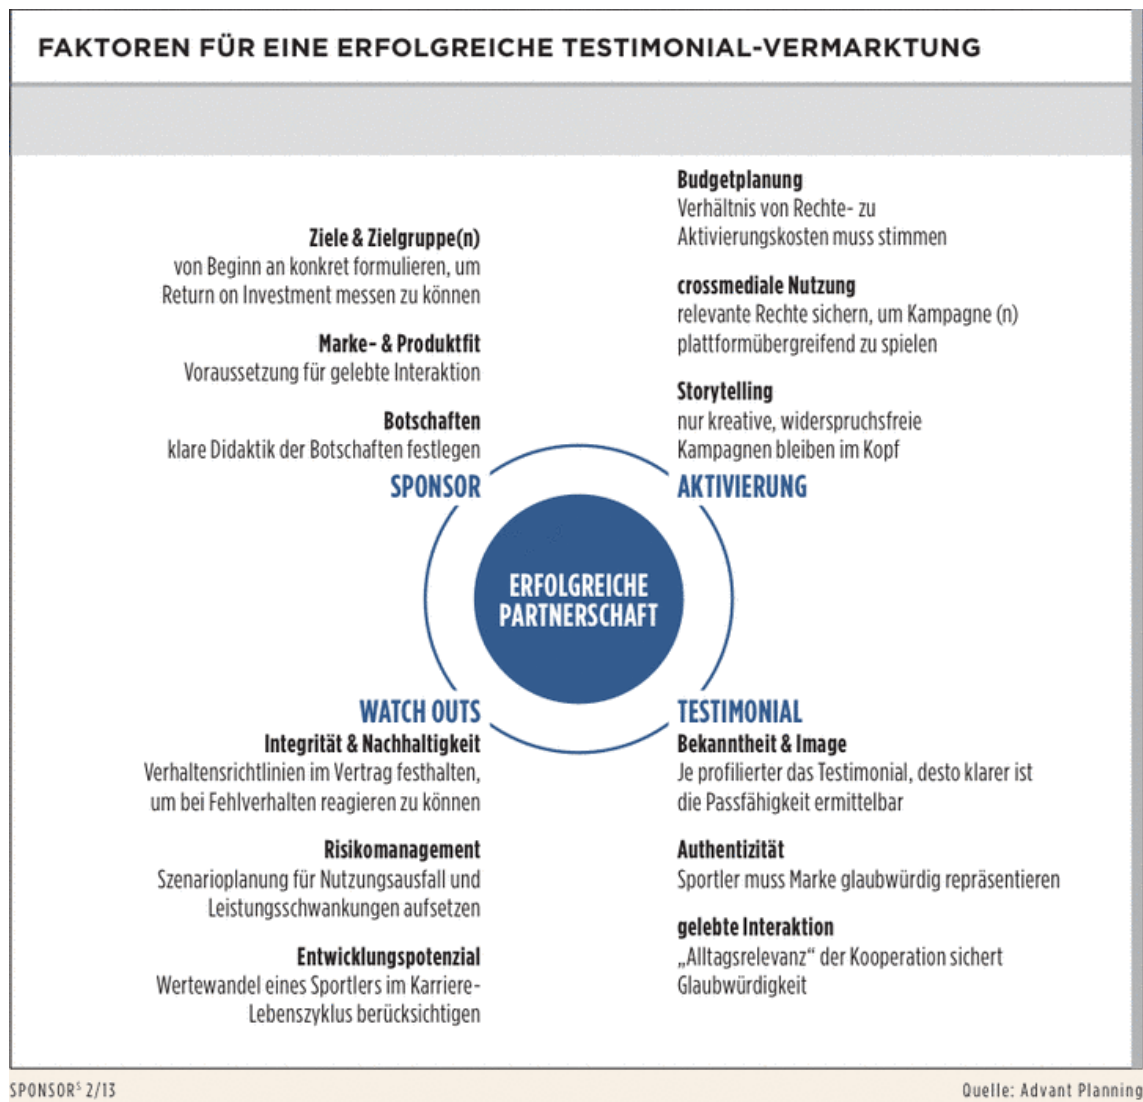 FAKTOREN FÜR EINE ERFOLGREICHE TESTIMONIAL-VERMARKTUNG
Ziele & Zielgruppe(n)
von Beginn an konkret formulieren, um
Return on Investment messen zu können
Marke- & Produktfit
Voraussetzung für gelebte Interaktion
Botschaften
klare Didaktik der Botschaften festlegen
SPONSOR
Budgetplanung
Verhältnis von Rechte- zu
Aktivierungskosten muss stimmen
crossmediale Nutzung
relevante Rechte sichern, um Kampagne (n)
plattformübergreifend zu spielen
Storytelling
nur kreative, widerspruchsfreie
Kampagnen bleiben im Kopf
AKTIVIERUNG
ERFOLGREICHE
PARTNERSCHAFT
WATCH OUTS
Integrität & Nachhaltigkeit
Verhaltensrichtlinien im Vertrag festhalten,
um bei Fehlverhalten reagieren zu können
Risikomanagement
Szenarioplanung für Nutzungsausfall und
Leistungsschwankungen aufsetzen
Entwicklungspotenzial
Wertewandel eines Sportlers im Karriere-
Lebenszyklus berücksichtigen
TESTIMONIAL
Bekanntheit & Image
Je profilierter das Testimonial, desto klarer ist
die Passfähigkeit ermittelbar
Authentizität
Sportler muss Marke glaubwürdig repräsentieren
gelebte Interaktion
„Alltagsrelevanz“ der Kooperation sichert
Glaubwürdigkeit
SPONSORˢ 2/13
Quelle: Advant Planning